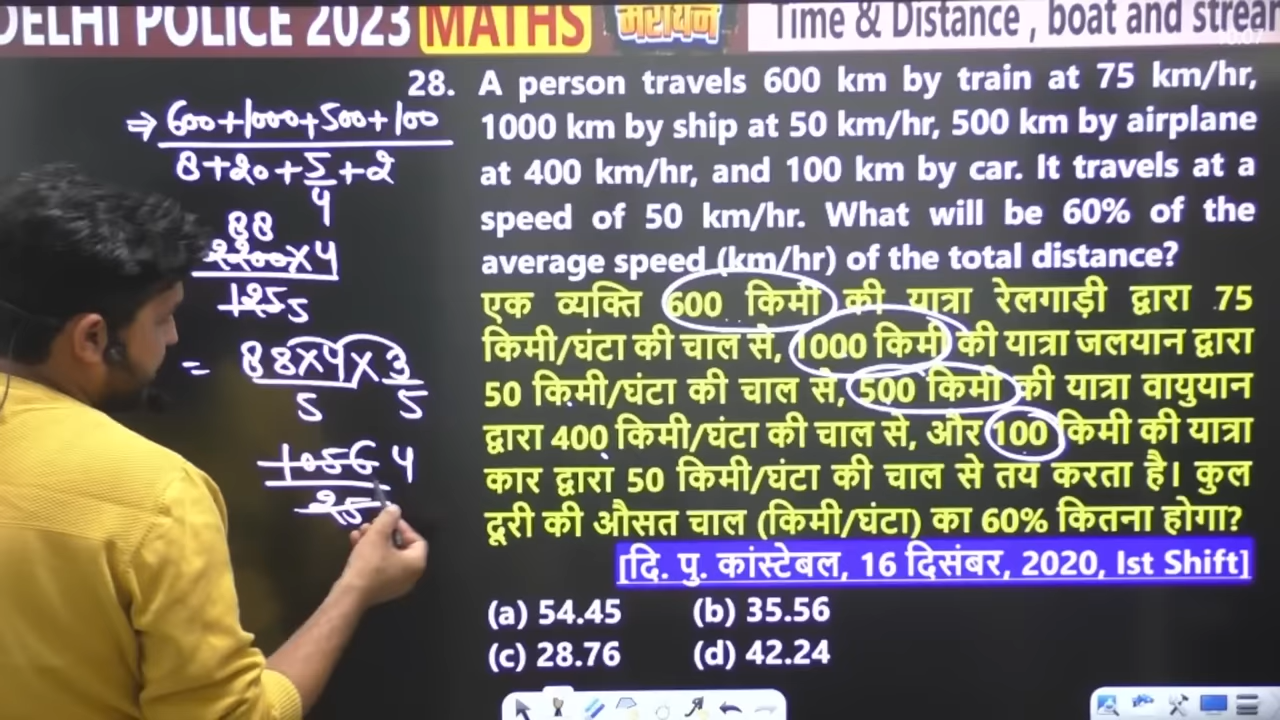 DELHI POLICE 2023 MATHS मैराथन Time & Distance , boat and strear
28. A person travels 600 km by train at 75 km/hr,
1000 km by ship at 50 km/hr, 500 km by airplane
at 400 km/hr, and 100 km by car. It travels at a
speed of 50 km/hr. What will be 60% of the
average speed (km/hr) of the total distance?
एक व्यक्ति 600 किमी की यात्रा रेलगाड़ी द्वारा 75
किमी/घंटा की चाल से, 1000 किमी की यात्रा जलयान द्वारा
50 किमी/घंटा की चाल से, 500 किमी की यात्रा वायुयान
द्वारा 400 किमी/घंटा की चाल से, और 100 किमी की यात्रा
कार द्वारा 50 किमी/घंटा की चाल से तय करता है। कुल
दूरी की औसत चाल (किमी/घंटा) का 60% कितना होगा?
[दि. पु. कांस्टेबल, 16 दिसंबर, 2020, Ist Shift]
(a) 54.45 (b) 35.56
(c) 28.76 (d) 42.24
⇒ 600+1000+500+100
8+20+5/4+2
88
2200×4
125 5
= 88×4×3
5 5
1056 4
25